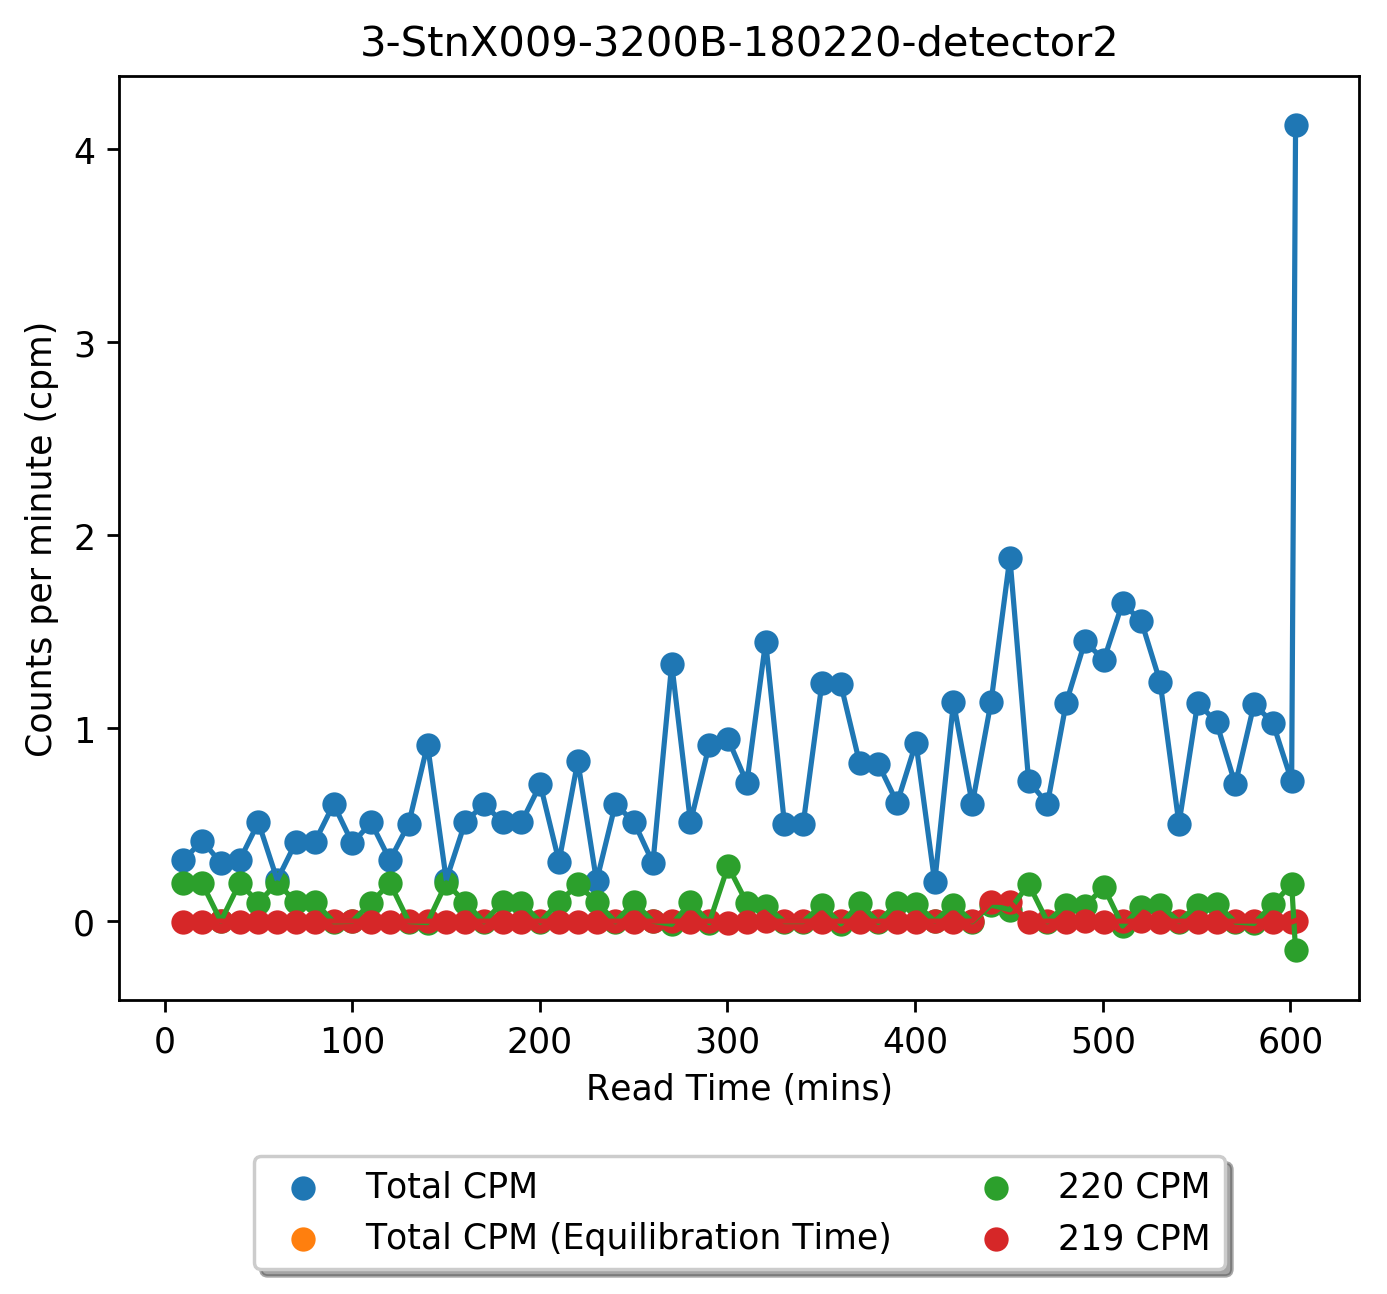 3-StnX009-3200B-180220-detector2
Counts per minute (cpm)
4
3
2
1
0
0 100 200 300 400 500 600
Read Time (mins)
Total CPM
Total CPM (Equilibration Time)
220 CPM
219 CPM